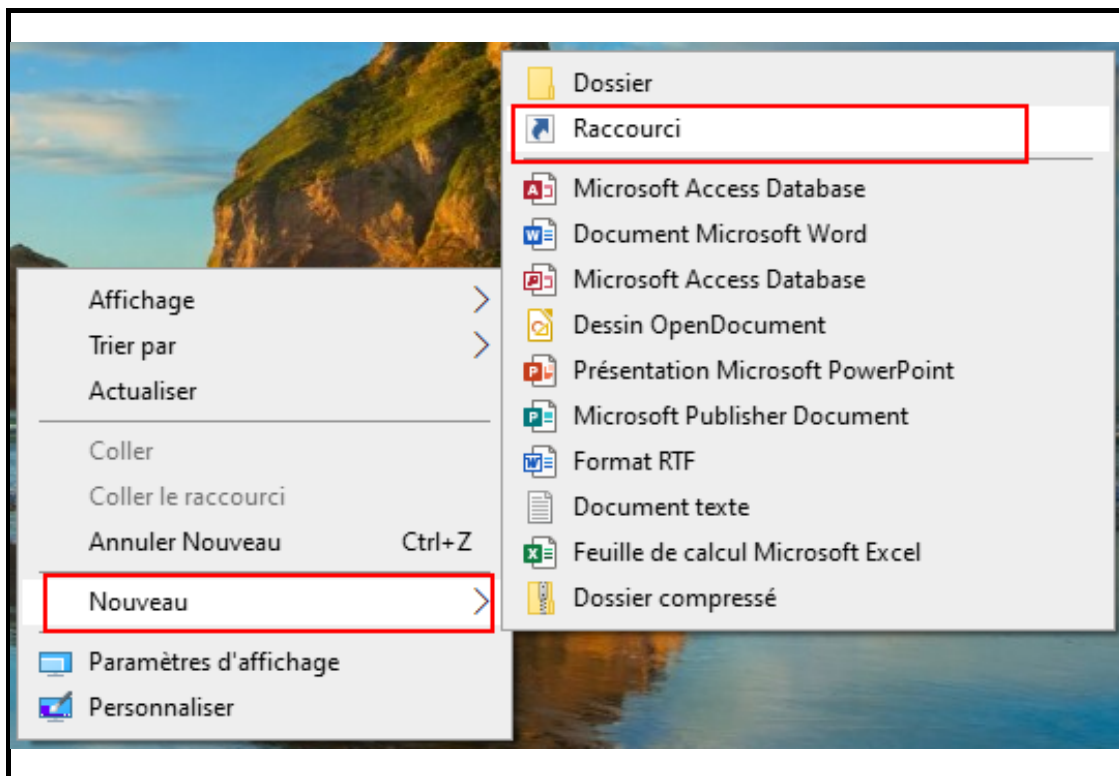 Affichage
Trier par
Actualiser
Coller
Coller le raccourci
Annuler Nouveau Ctrl+Z
Nouveau
Paramètres d'affichage
Personnaliser
Dossier
Raccourci
Microsoft Access Database
Document Microsoft Word
Microsoft Access Database
Dessin OpenDocument
Présentation Microsoft PowerPoint
Microsoft Publisher Document
Format RTF
Document texte
Feuille de calcul Microsoft Excel
Dossier compressé